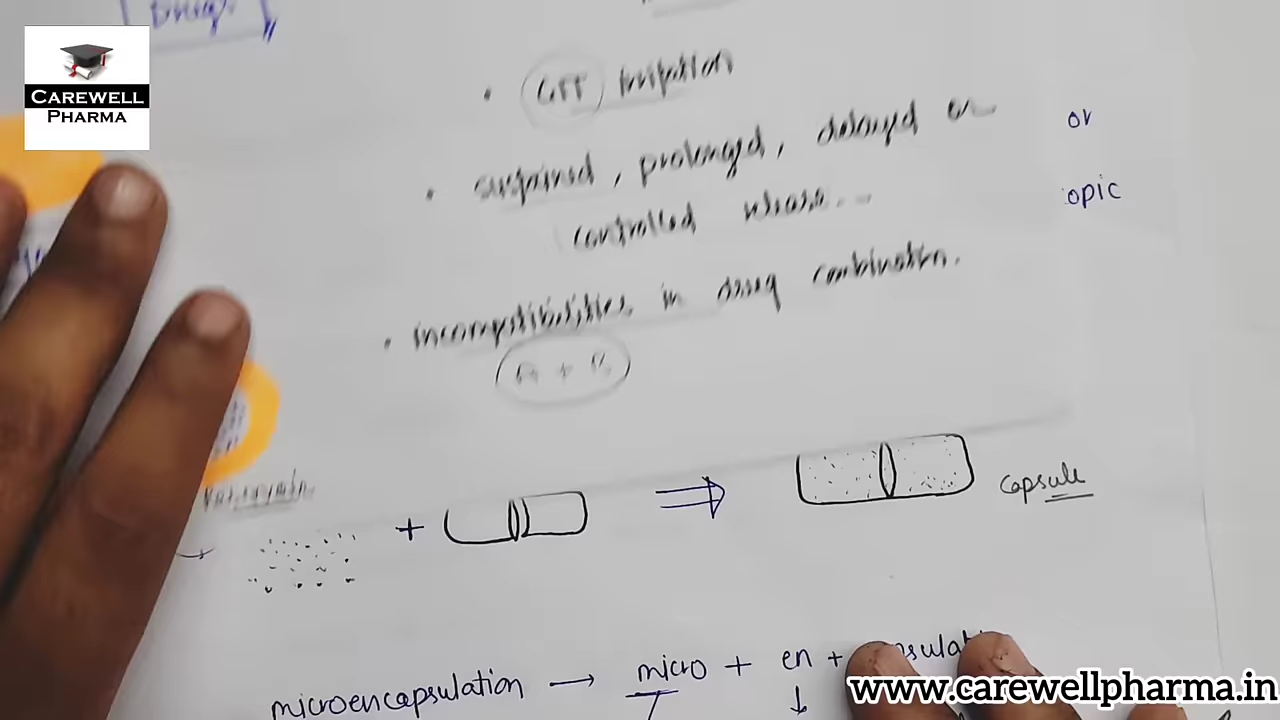 Drug.
CAREWELL
PHARMA
• GIT Irritation
• sustained, prolonged, delayed or
controlled release...
• incompatibilities in drug combination.
A + B
or
opic
+ ⇒ capsule
microencapsulation → micro + en +
www.carewellpharma.in